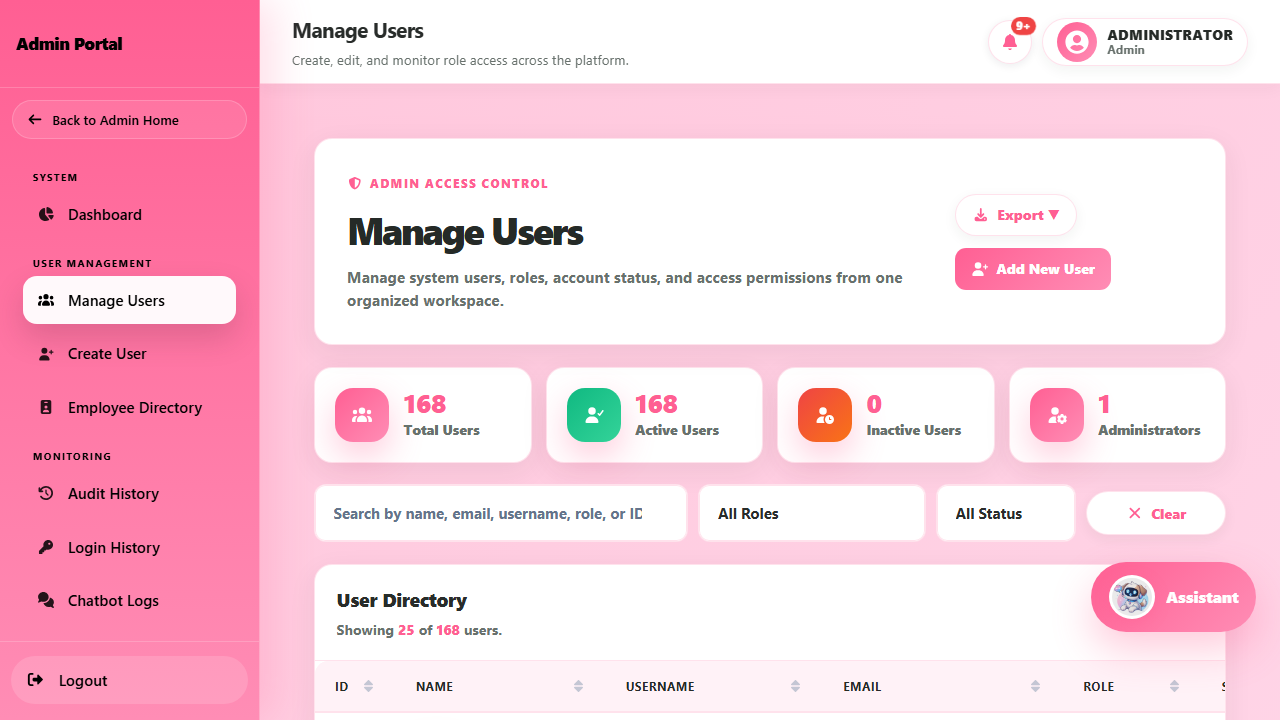 Admin Portal
Back to Admin Home
SYSTEM
Dashboard
USER MANAGEMENT
Manage Users
Create User
Employee Directory
MONITORING
Audit History
Login History
Chatbot Logs
Logout
Manage Users
Create, edit, and monitor role access across the platform.
9+
ADMINISTRATOR
Admin
ADMIN ACCESS CONTROL
Manage Users
Manage system users, roles, account status, and access permissions from one
organized workspace.
Export ▼
Add New User
168
Total Users
168
Active Users
0
Inactive Users
1
Administrators
Search by name, email, username, role, or ID
All Roles
All Status
Clear
User Directory
Showing 25 of 168 users.
Assistant
ID NAME USERNAME EMAIL ROLE